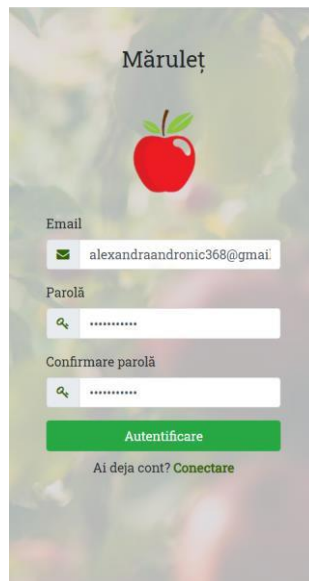 Măruleț
Email
alexandraandronic368@gmai
Parolă
•••••••••••
Confirmare parolă
•••••••••••
Autentificare
Ai deja cont? Conectare